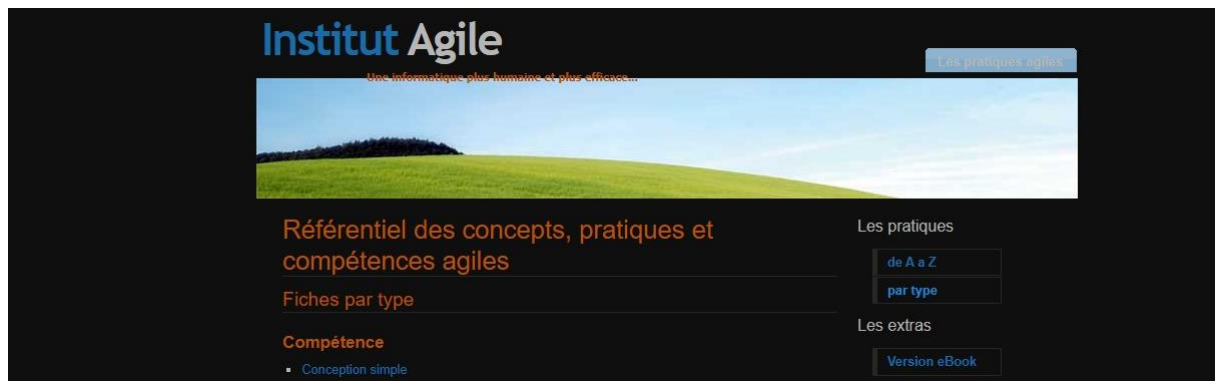 Institut Agile
Une informatique plus humaine et plus efficace...
Les pratiques agiles
Référentiel des concepts, pratiques et
compétences agiles
Fiches par type
Compétence
Conception simple
Les pratiques
de A a Z
par type
Les extras
Version eBook